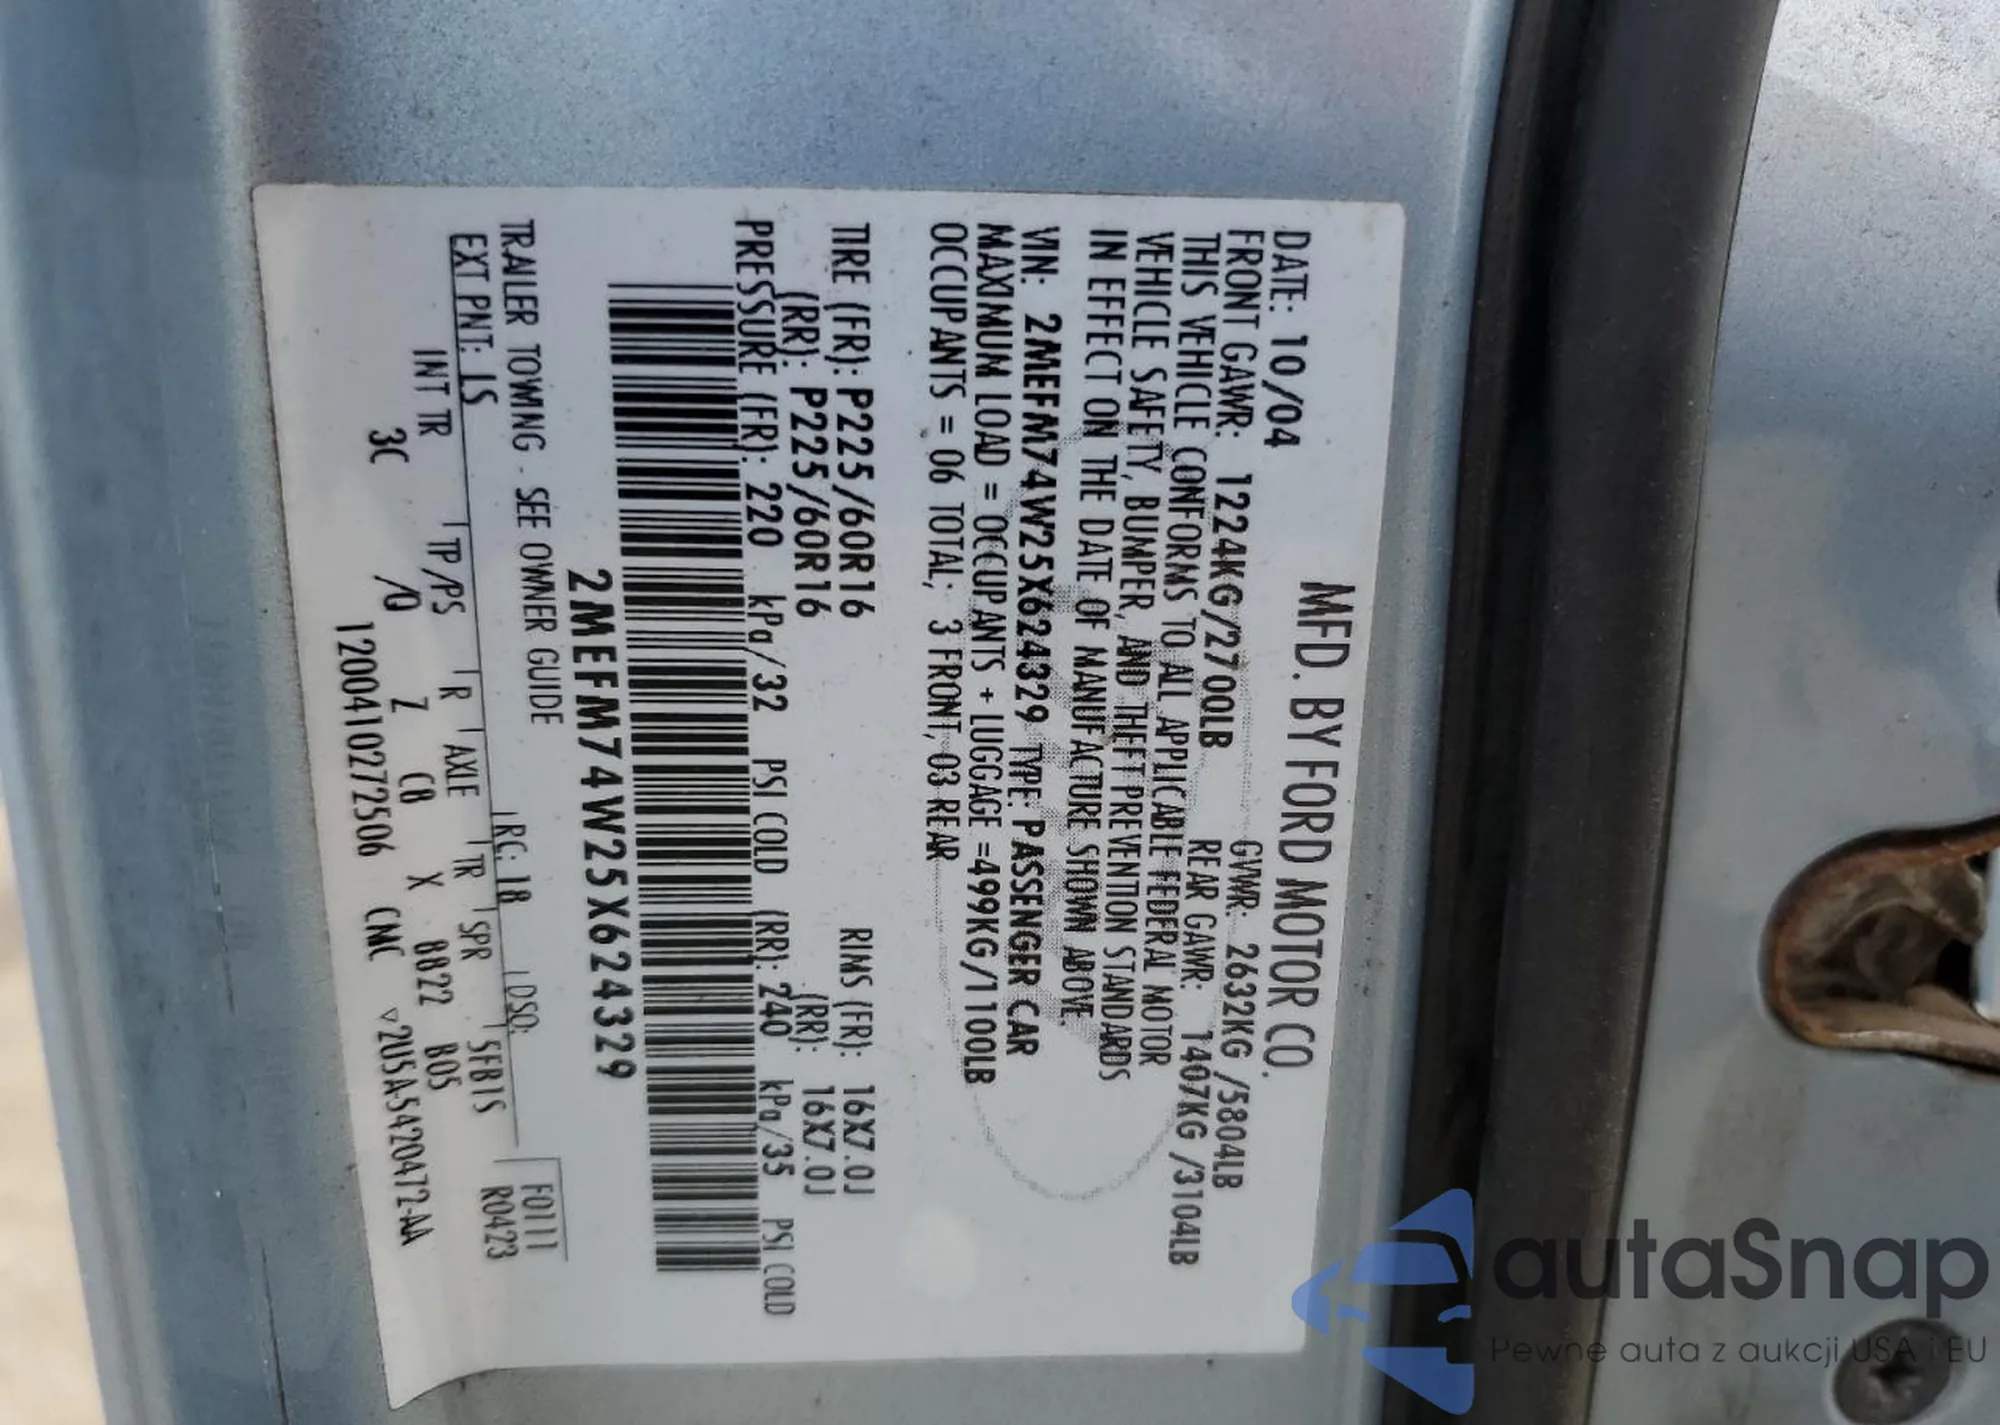 MFD. BY FORD MOTOR CO.
DATE: 10/04 GVWR: 2632KG /5804LB
FRONT GAWR: 1224KG/2700LB REAR GAWR: 1407KG /3104LB
THIS VEHICLE CONFORMS TO ALL APPLICABLE FEDERAL MOTOR
VEHICLE SAFETY, BUMPER, AND THEFT PREVENTION STANDARDS
IN EFFECT ON THE DATE OF MANUFACTURE SHOWN ABOVE.
VIN: 2MEFM74W25X624329 TYPE: PASSENGER CAR
MAXIMUM LOAD = OCCUPANTS + LUGGAGE =499KG/1100LB
OCCUPANTS = 06 TOTAL; 3 FRONT, 03 REAR
TIRE (FR): P225/60R16 RIMS (FR): 16X7.0J
(RR): P225/60R16 (RR): 16X7.0J
PRESSURE (FR): 220 kPa/32 PSI COLD (RR): 240 kPa/35 PSI COLD
2MEFM74W25X624329
TRAILER TOWING - SEE OWNER GUIDE F0111
EXT PNT: LS RC: 18 DSO: R0423
INT TR TP/PS R AXLE TR SPR SFB1S
3C /Q Z C8 X 8822 B05
12004102725​06 CMC ▿2U5A-5420472-AA
autaSnap
Pewne auta z aukcji USA i EU